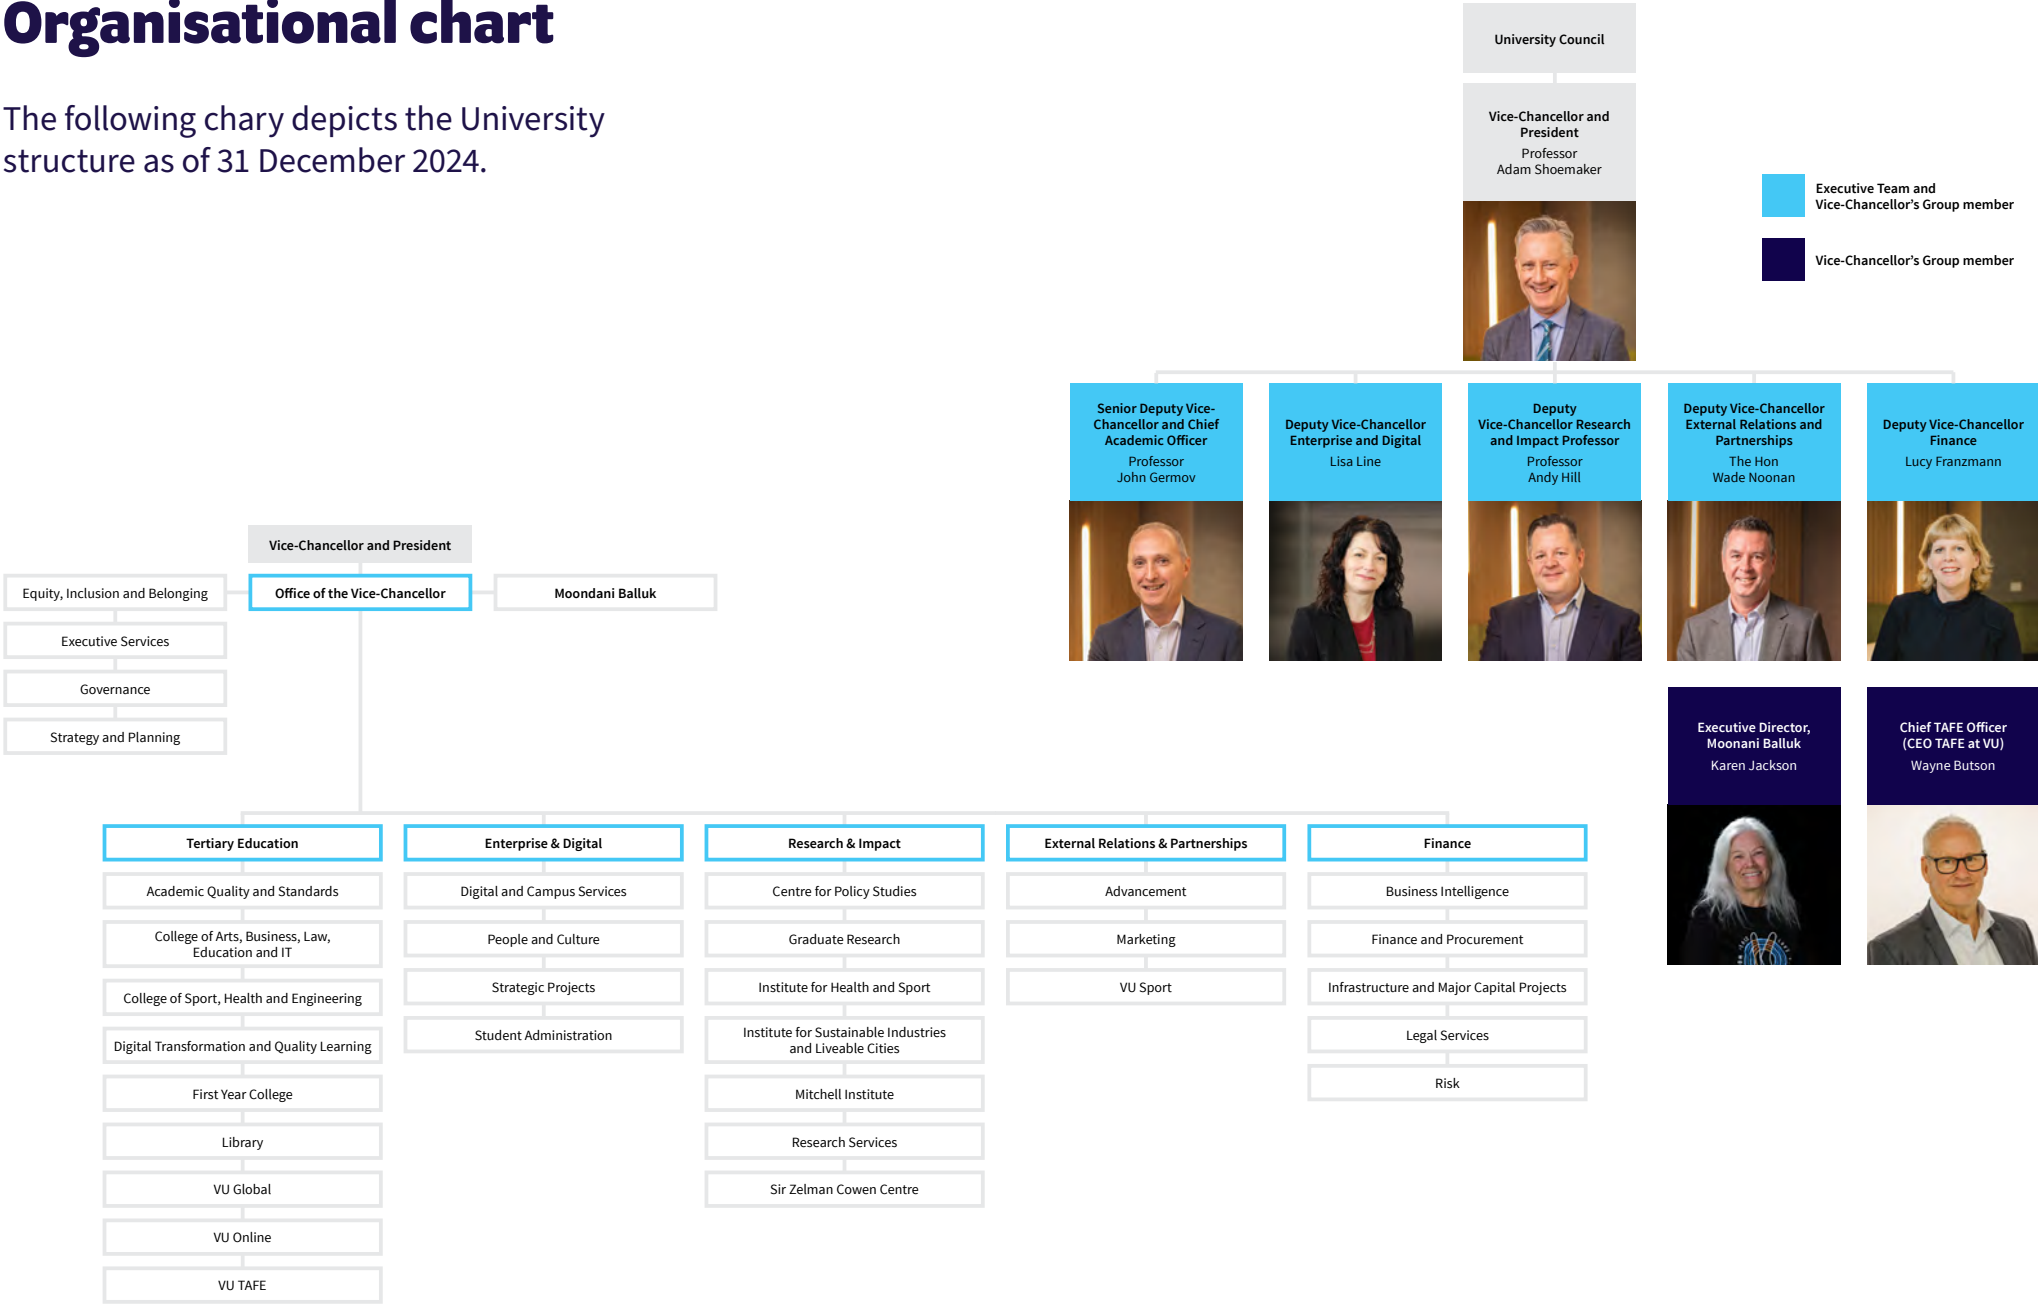 Organisational chart
The following chary depicts the University
structure as of 31 December 2024.
University Council
Vice-Chancellor and
President
Professor
Adam Shoemaker
Executive Team and
Vice-Chancellor's Group member
Vice-Chancellor's Group member
Senior Deputy Vice-
Chancellor and Chief
Academic Officer
Professor
John Germov
Deputy Vice-Chancellor
Enterprise and Digital
Lisa Line
Deputy
Vice-Chancellor Research
and Impact Professor
Professor
Andy Hill
Deputy Vice-Chancellor
External Relations and
Partnerships
The Hon
Wade Noonan
Deputy Vice-Chancellor
Finance
Lucy Franzmann
Executive Director,
Moonani Balluk
Karen Jackson
Chief TAFE Officer
(CEO TAFE at VU)
Wayne Butson
Vice-Chancellor and President
Equity, Inclusion and Belonging
Office of the Vice-Chancellor
Moondani Balluk
Executive Services
Governance
Strategy and Planning
Tertiary Education
Academic Quality and Standards
College of Arts, Business, Law,
Education and IT
College of Sport, Health and Engineering
Digital Transformation and Quality Learning
First Year College
Library
VU Global
VU Online
VU TAFE
Enterprise & Digital
Digital and Campus Services
People and Culture
Strategic Projects
Student Administration
Research & Impact
Centre for Policy Studies
Graduate Research
Institute for Health and Sport
Institute for Sustainable Industries
and Liveable Cities
Mitchell Institute
Research Services
Sir Zelman Cowen Centre
External Relations & Partnerships
Advancement
Marketing
VU Sport
Finance
Business Intelligence
Finance and Procurement
Infrastructure and Major Capital Projects
Legal Services
Risk